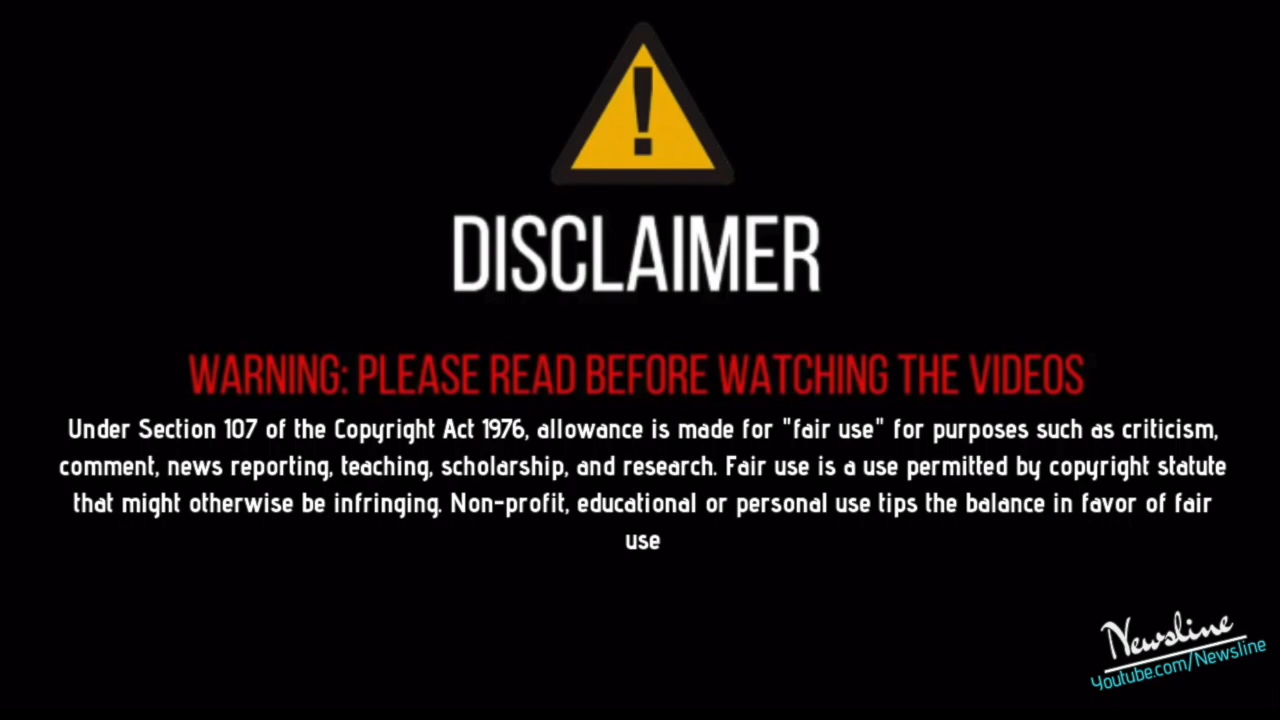 DISCLAIMER
WARNING: PLEASE READ BEFORE WATCHING THE VIDEOS
Under Section 107 of the Copyright Act 1976, allowance is made for "fair use" for purposes such as criticism,
comment, news reporting, teaching, scholarship, and research. Fair use is a use permitted by copyright statute
that might otherwise be infringing. Non-profit, educational or personal use tips the balance in favor of fair
use
Newsline
Youtube.com/Newsline